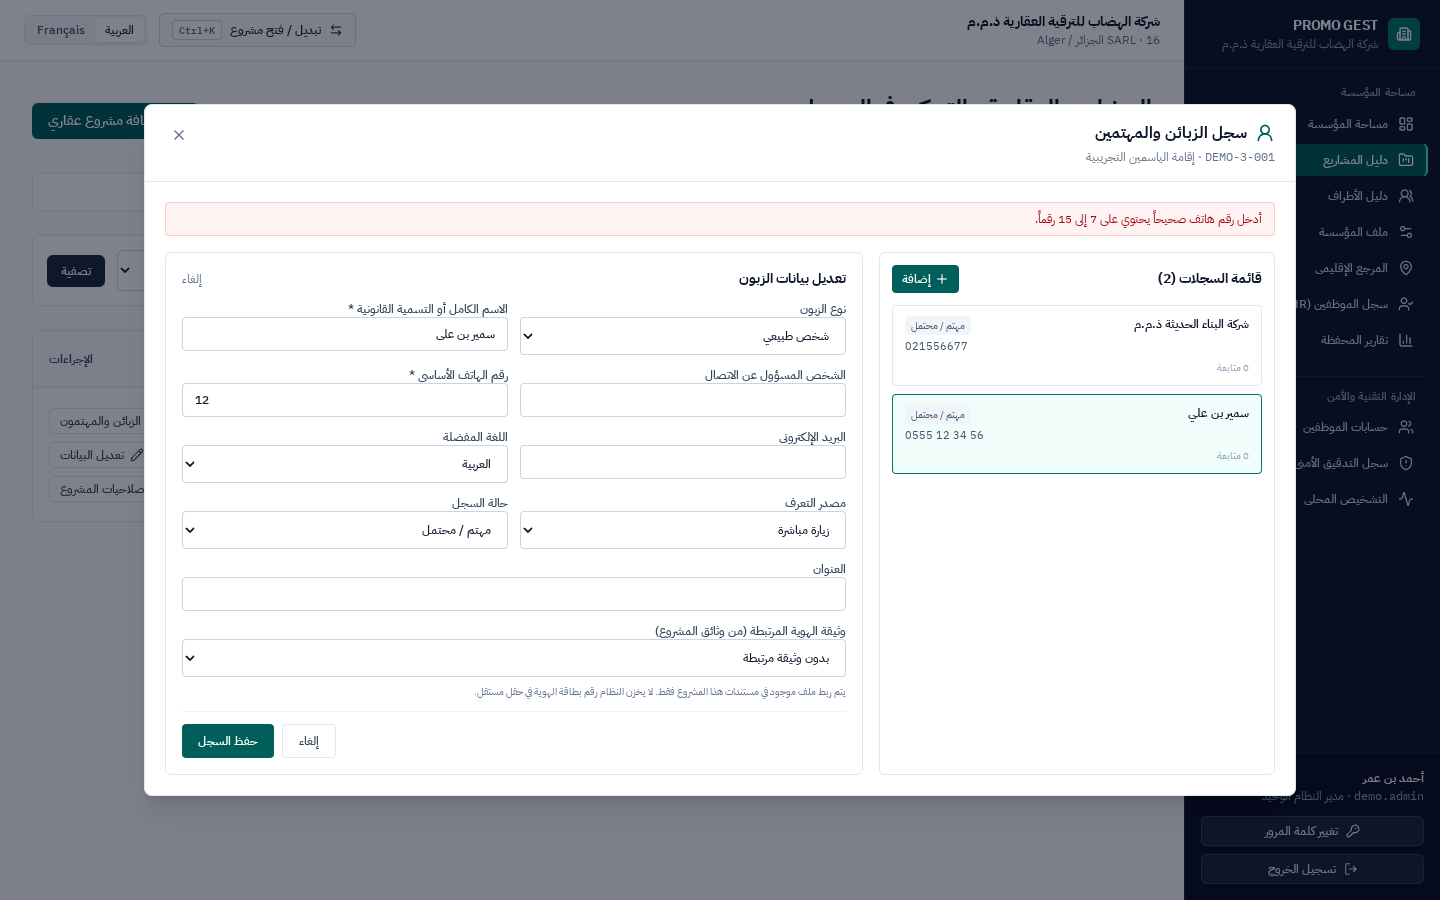 PROMO GEST
شركة الهضاب للترقية العقارية ذ.م.م
مساحة المؤسسة
مساحة المؤسسة
دليل المشاريع
دليل الأطراف
ملف المؤسسة
المرجع الإقليمي
سجل الموظفين
تقارير المحفظة
الإدارة التقنية والأمن
حسابات الموظفين
سجل التدقيق الأمني
التشخيص المحلي
أحمد بن عمر
demo.admin · مدير النظام الوحيد
تغيير كلمة المرور
تسجيل الخروج
شركة الهضاب للترقية العقارية ذ.م.م
SARL · 16 الجزائر / Alger
تبديل / فتح مشروع Ctrl+K
العربية
Français
مشروع عقاري
تصفية
الإجراءات
الزبائن والمهتمون
تعديل البيانات
صلاحيات المشروع
سجل الزبائن والمهتمين
DEMO-3-001 · إقامة الياسمين التجريبية
أدخل رقم هاتف صحيحاً يحتوي على 7 إلى 15 رقماً.
قائمة السجلات (2)
إضافة
شركة البناء الحديثة ذ.م.م
مهتم / محتمل
021556677
0 متابعة
سمير بن علي
مهتم / محتمل
0555 12 34 56
0 متابعة
تعديل بيانات الزبون
إلغاء
نوع الزبون
شخص طبيعي
الاسم الكامل أو التسمية القانونية *
سمير بن علي
الشخص المسؤول عن الاتصال
رقم الهاتف الأساسي *
12
البريد الإلكتروني
اللغة المفضلة
العربية
مصدر التعرف
زيارة مباشرة
حالة السجل
مهتم / محتمل
العنوان
وثيقة الهوية المرتبطة (من وثائق المشروع)
بدون وثيقة مرتبطة
يتم ربط ملف موجود في مستندات هذا المشروع فقط. لا يخزن النظام رقم بطاقة الهوية في حقل مستقل.
إلغاء
حفظ السجل